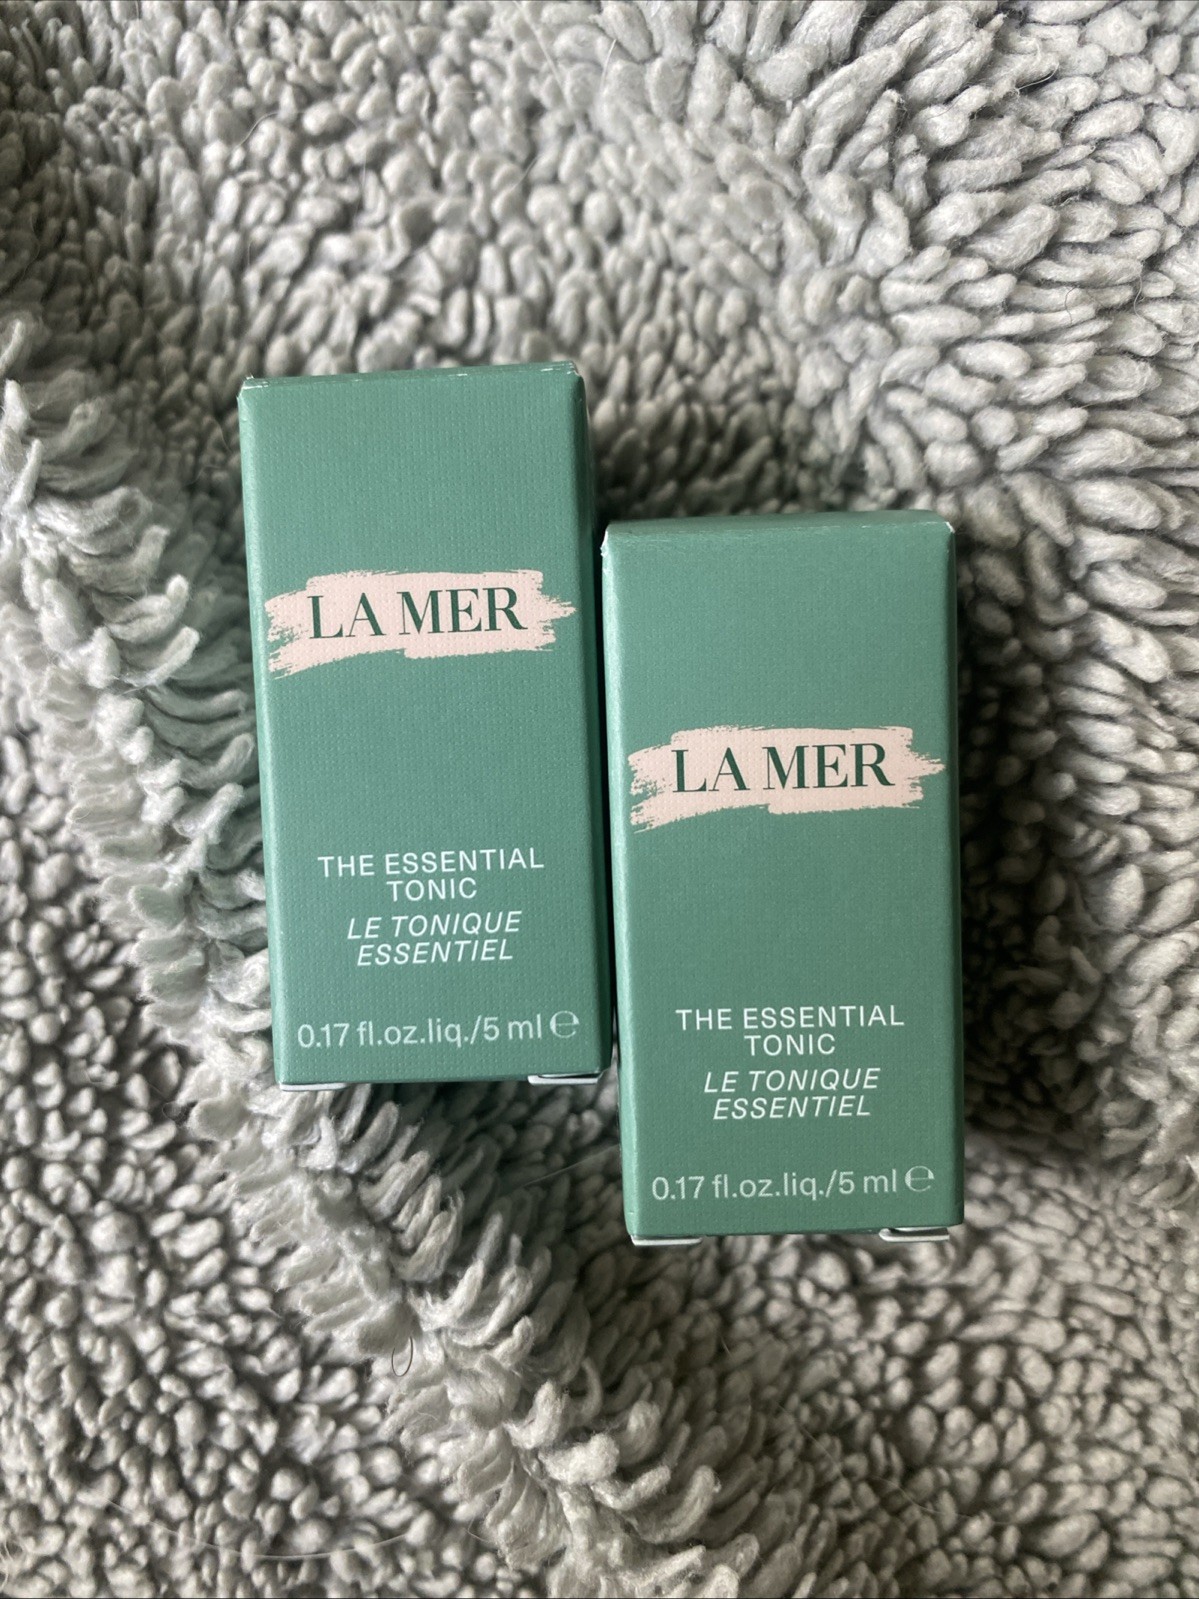 LA MER
THE ESSENTIAL
TONIC
LE TONIQUE
ESSENTIEL
0.17 fl.oz.liq./5 ml ℮
LA MER
THE ESSENTIAL
TONIC
LE TONIQUE
ESSENTIEL
0.17 fl.oz.liq./5 ml ℮